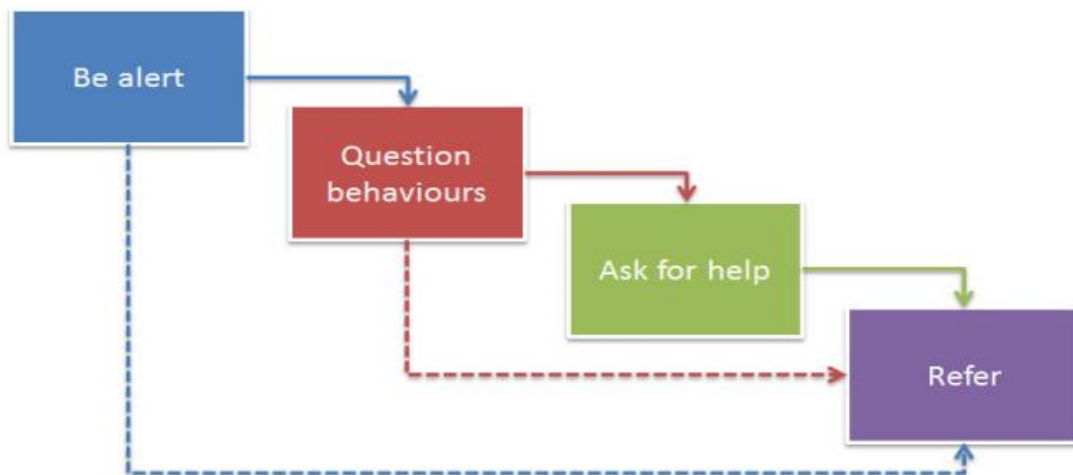 Be alert
Question
behaviours
Ask for help
Refer